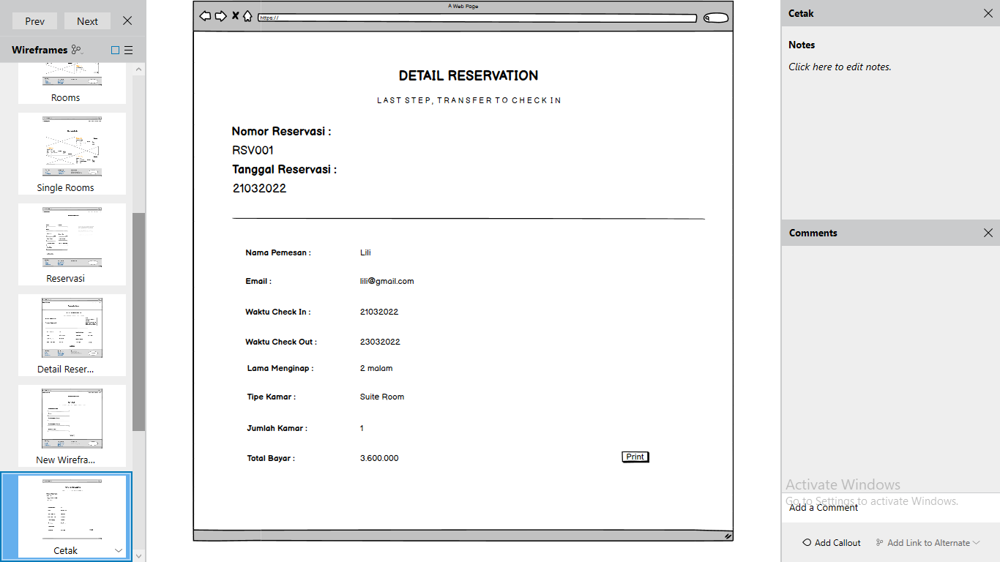 Prev Next
Wireframes
Rooms
Single Rooms
Reservasi
Detail Reser...
New Wirefra...
Cetak
A Web Page
https://
DETAIL RESERVATION
LAST STEP, TRANSFER TO CHECK IN
Nomor Reservasi :
RSV001
Tanggal Reservasi :
21032022
Nama Pemesan : Lili
Email : lili@gmail.com
Waktu Check In : 21032022
Waktu Check Out : 23032022
Lama Menginap : 2 malam
Tipe Kamar : Suite Room
Jumlah Kamar : 1
Total Bayar : 3.600.000
Print
Cetak
Notes
Click here to edit notes.
Comments
Activate Windows
Go to Settings to activate Windows.
Add a Comment
Add Callout Add Link to Alternate